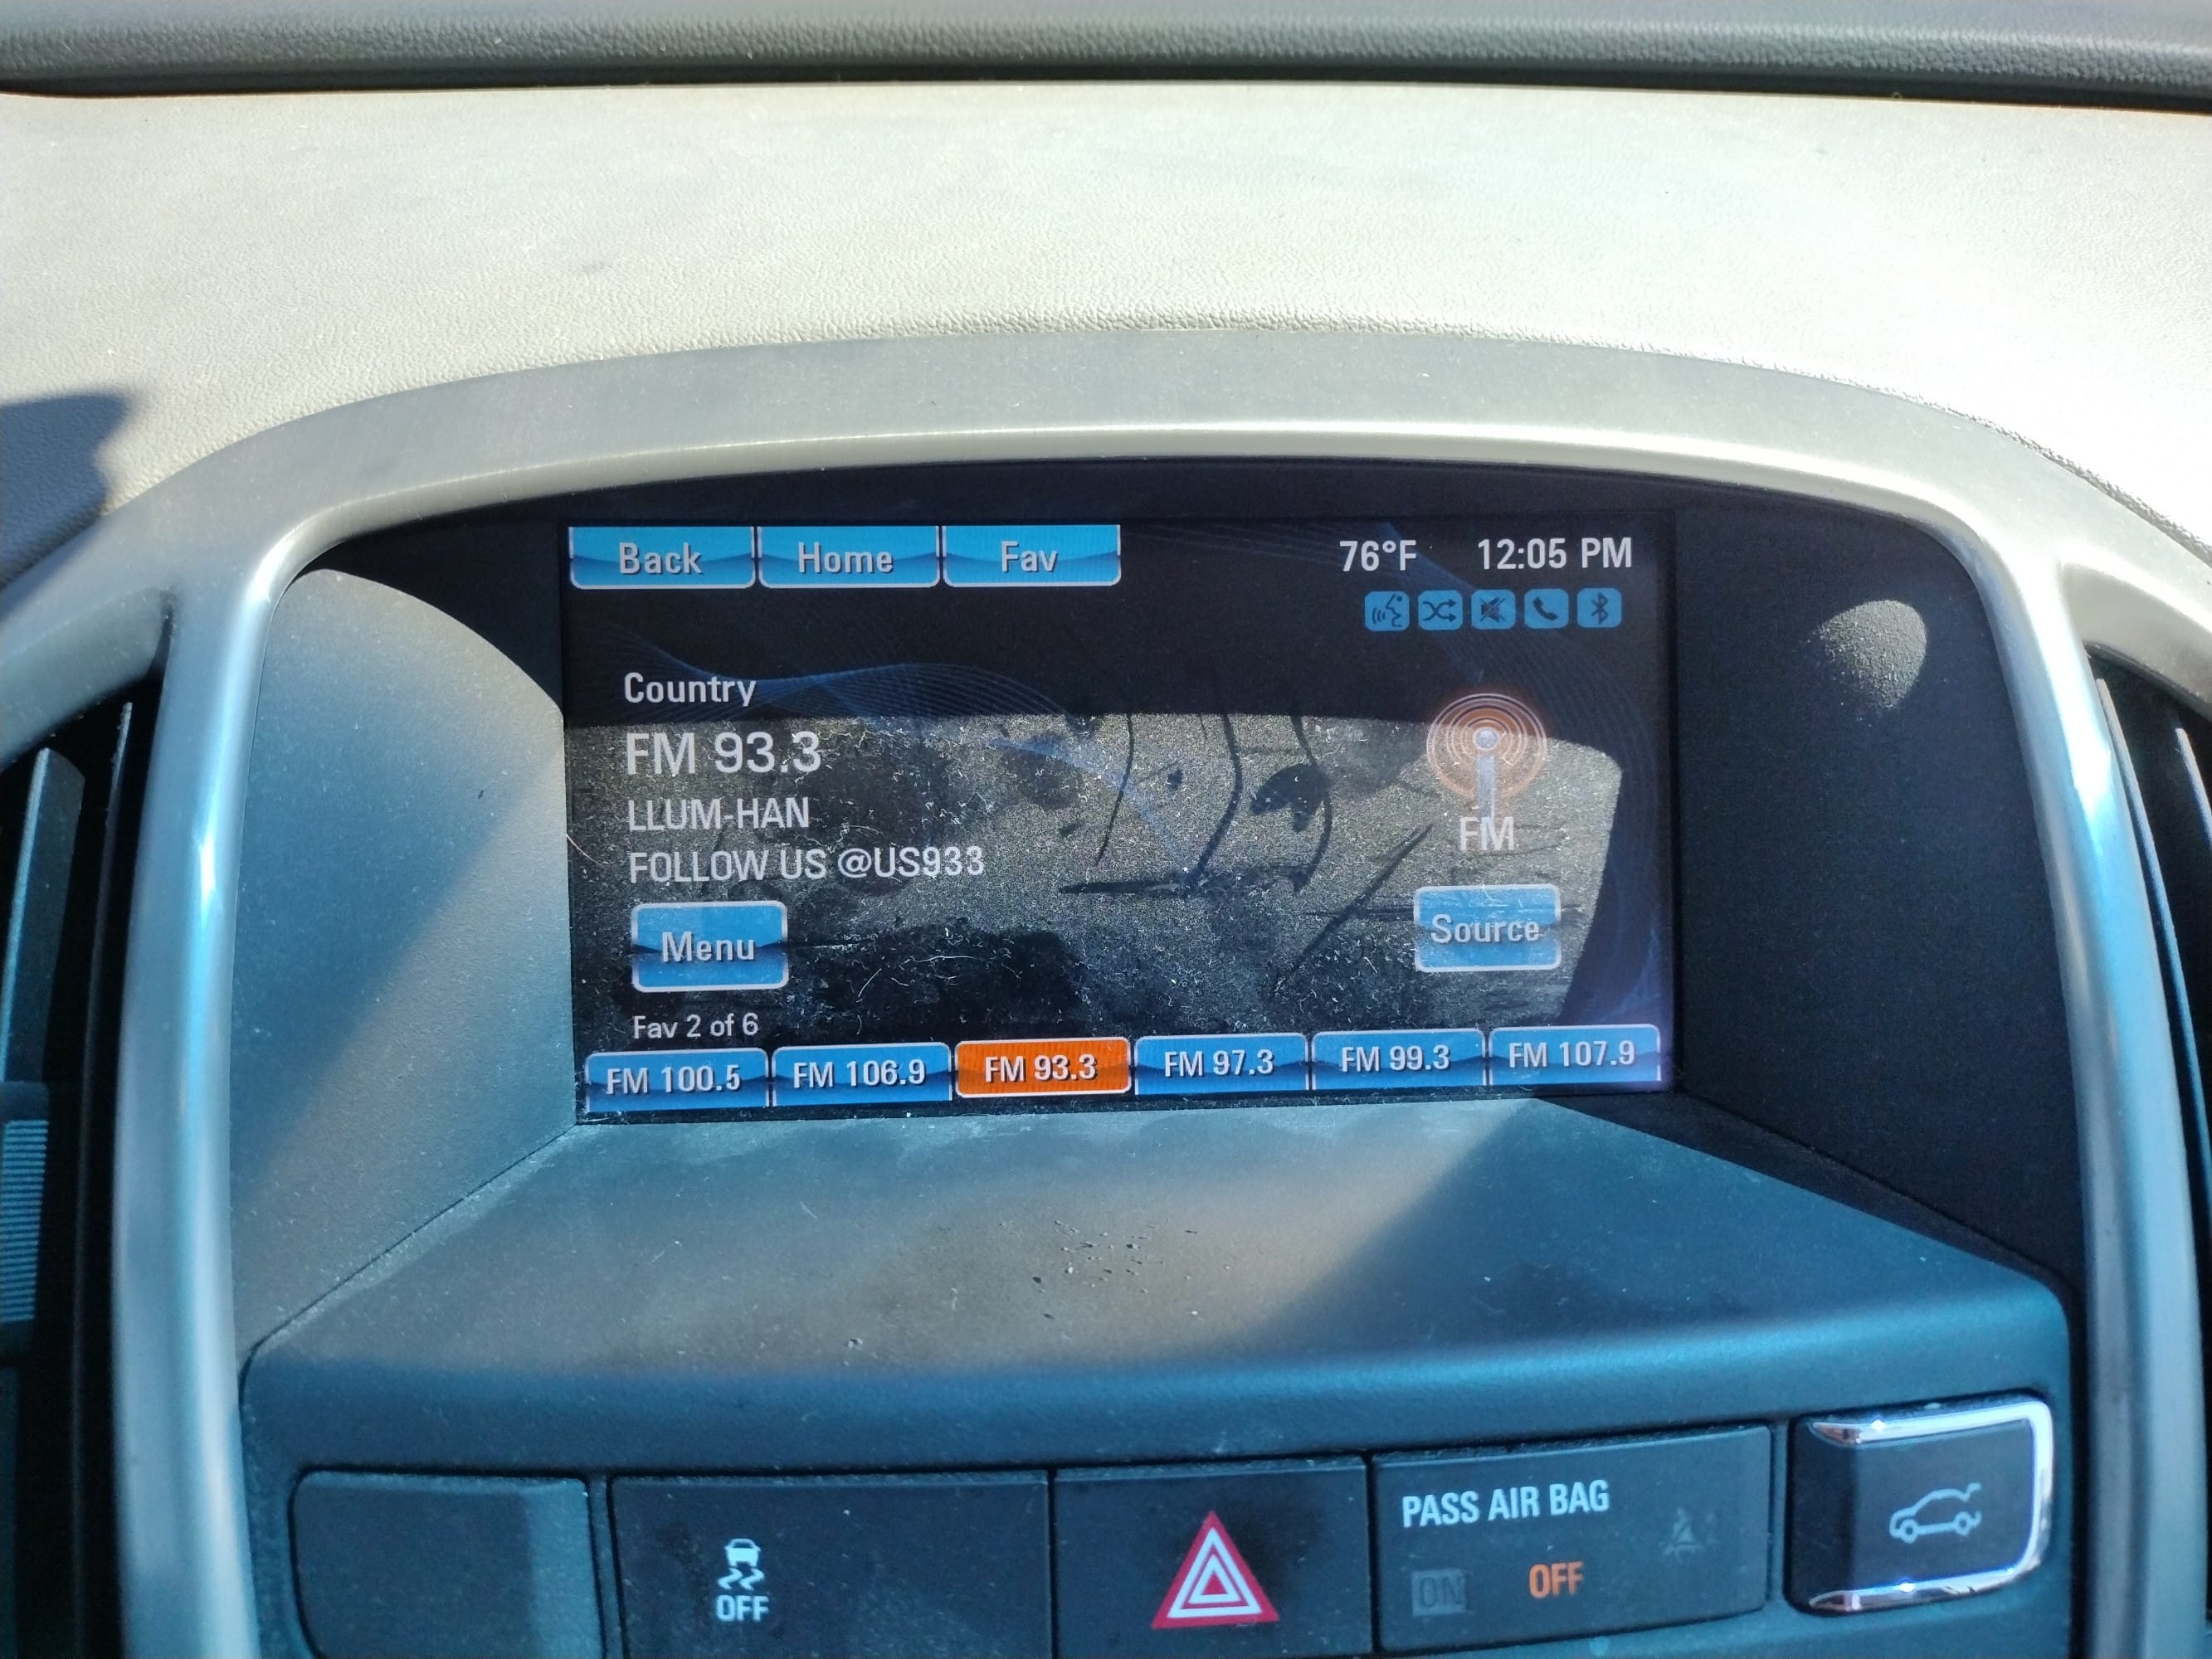 Back Home Fav 76°F 12:05 PM
Country
FM 93.3
LLUM-HAN
FOLLOW US @US933
FM
Menu
Source
Fav 2 of 6
FM 100.5 FM 106.9 FM 93.3 FM 97.3 FM 99.3 FM 107.9
OFF
PASS AIR BAG
ON OFF